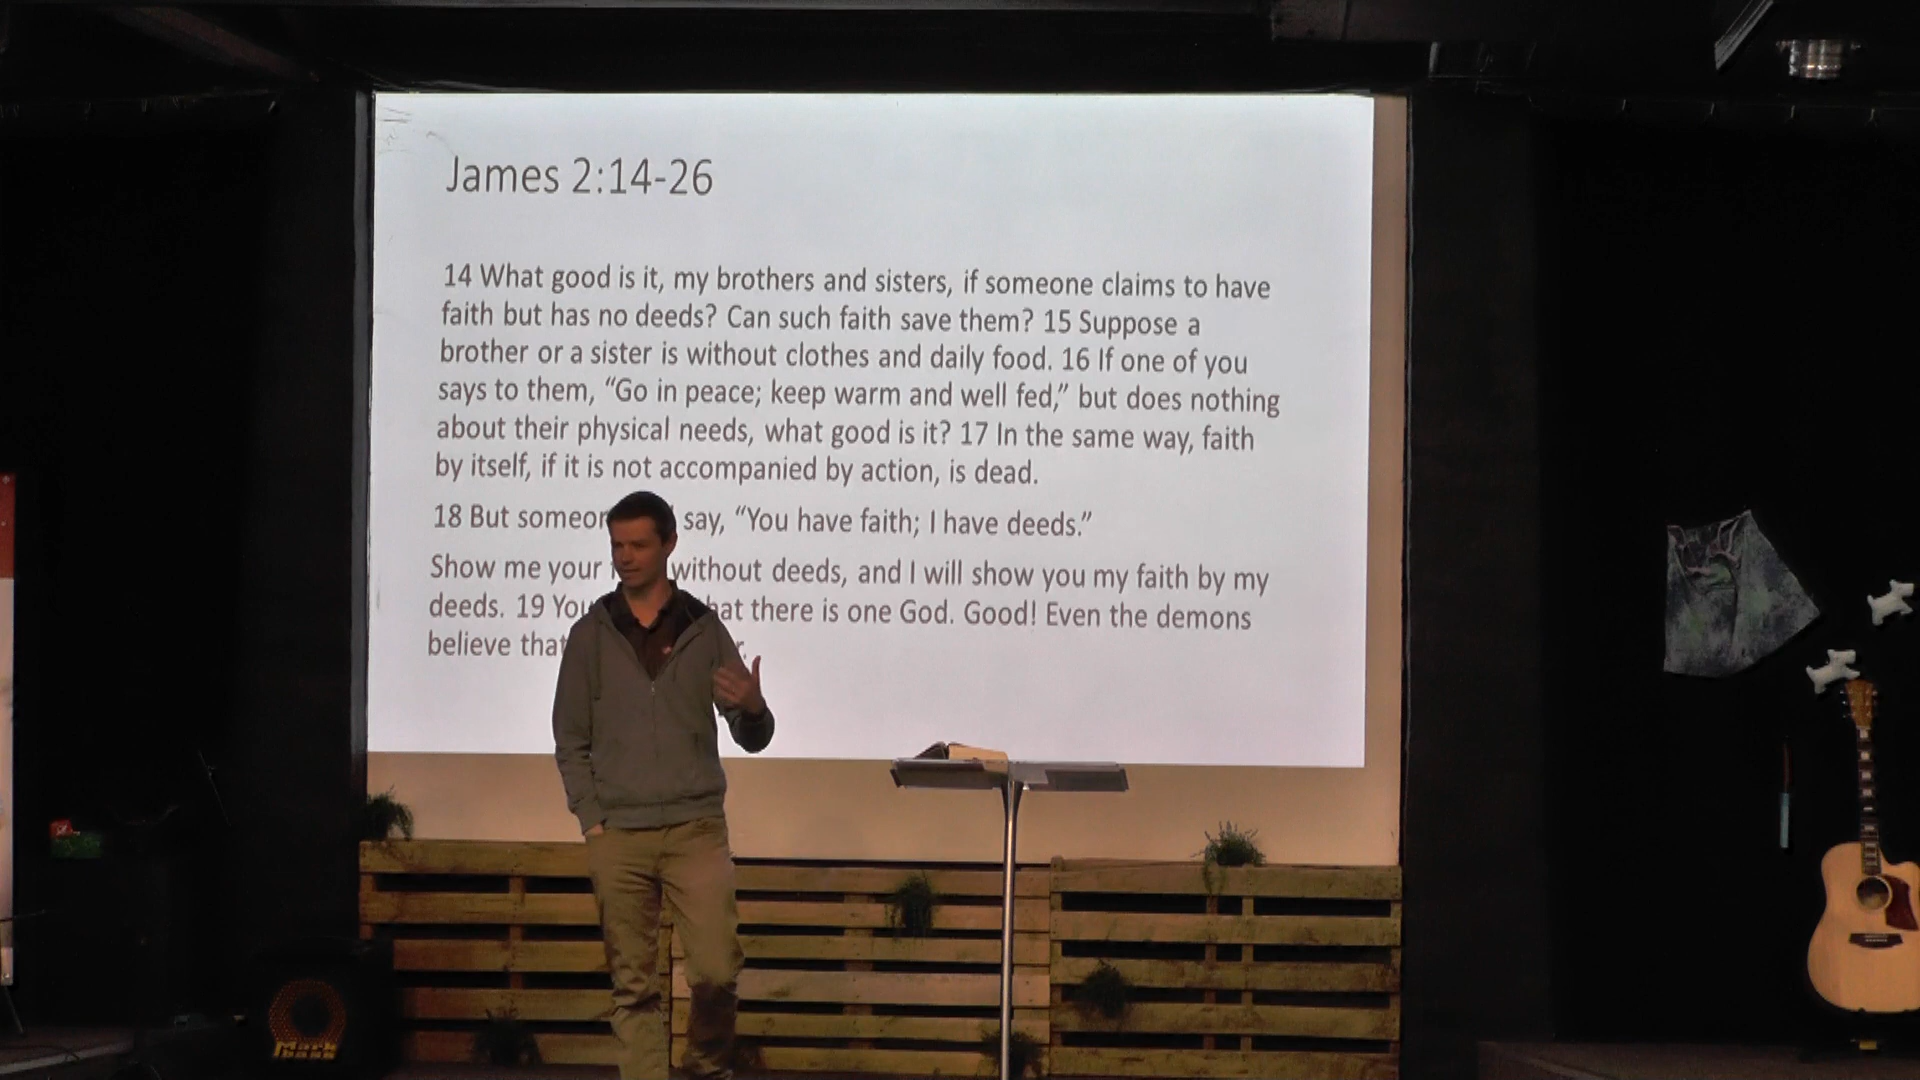 James 2:14-26
14 What good is it, my brothers and sisters, if someone claims to have
faith but has no deeds? Can such faith save them? 15 Suppose a
brother or a sister is without clothes and daily food. 16 If one of you
says to them, “Go in peace; keep warm and well fed,” but does nothing
about their physical needs, what good is it? 17 In the same way, faith
by itself, if it is not accompanied by action, is dead.
18 But someon say, “You have faith; I have deeds.”
Show me your without deeds, and I will show you my faith by my
deeds. 19 You hat there is one God. Good! Even the demons
believe that